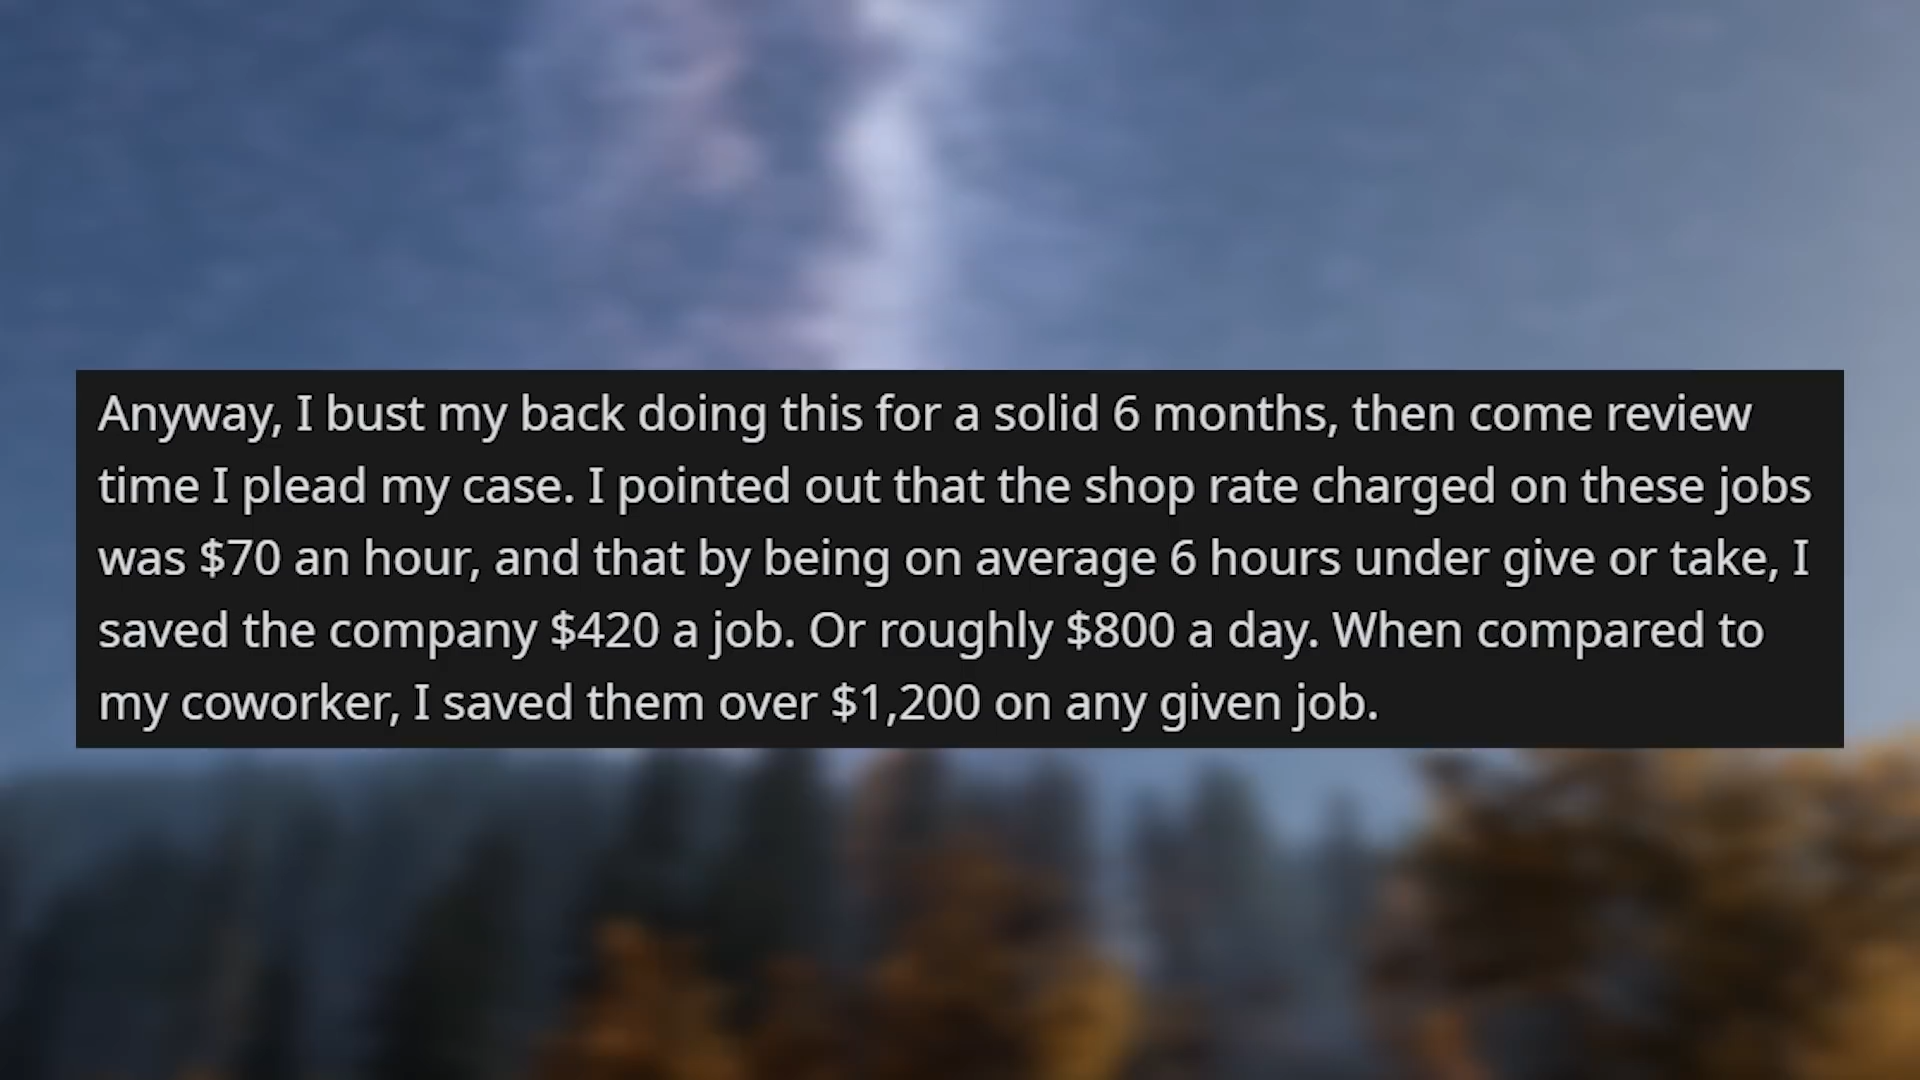 Anyway, I bust my back doing this for a solid 6 months, then come review
time I plead my case. I pointed out that the shop rate charged on these jobs
was $70 an hour, and that by being on average 6 hours under give or take, I
saved the company $420 a job. Or roughly $800 a day. When compared to
my coworker, I saved them over $1,200 on any given job.